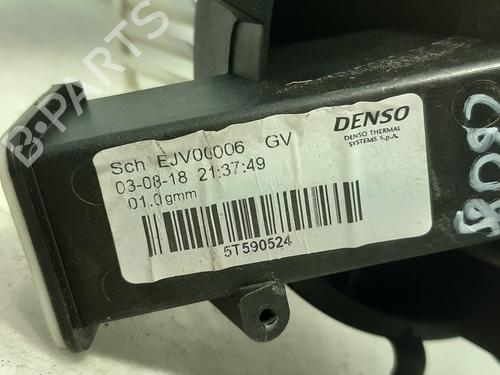 Sch EJV00006 GV
DENSO
DENSO THERMAL
SYSTEMS S.p.A.
03-08-18 21:37:49
01.0gmm
5T590524
B-PARTS